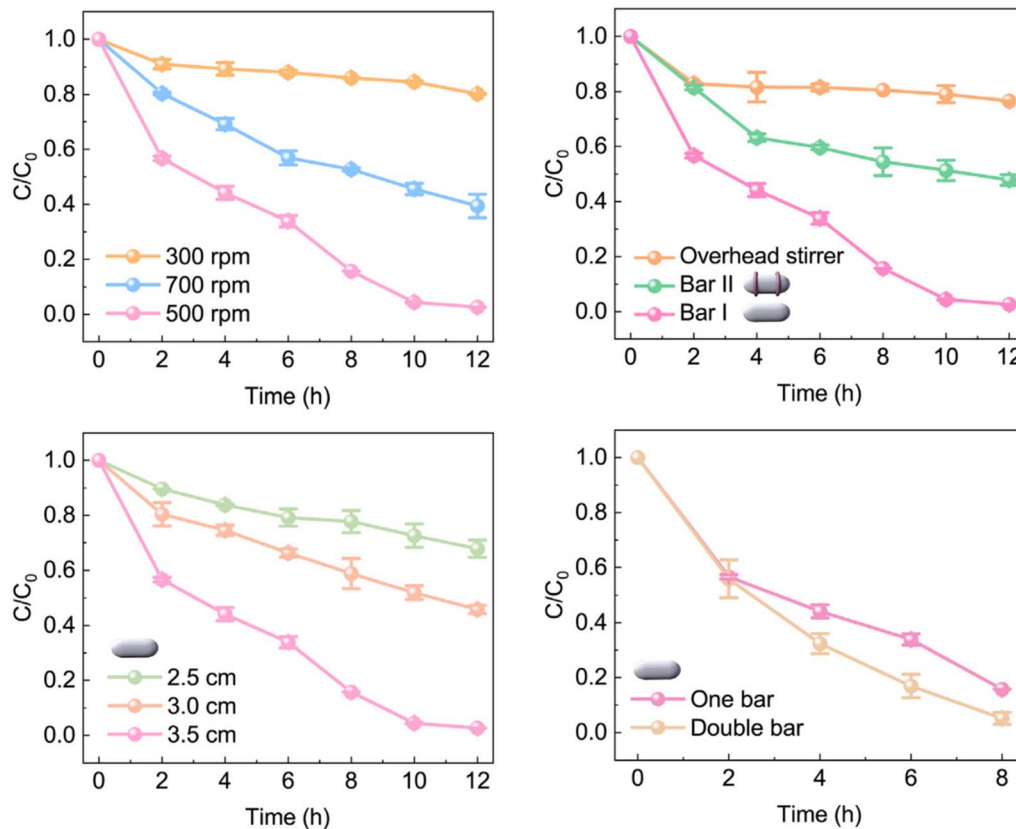 C/C0
1.0
0.8
0.6
0.4
0.2
0.0
300 rpm
700 rpm
500 rpm
0 2 4 6 8 10 12
Time (h)
C/C0
1.0
0.8
0.6
0.4
0.2
0.0
Overhead stirrer
Bar II
Bar I
0 2 4 6 8 10 12
Time (h)
C/C0
1.0
0.8
0.6
0.4
0.2
0.0
2.5 cm
3.0 cm
3.5 cm
0 2 4 6 8 10 12
Time (h)
C/C0
1.0
0.8
0.6
0.4
0.2
0.0
One bar
Double bar
0 2 4 6 8
Time (h)